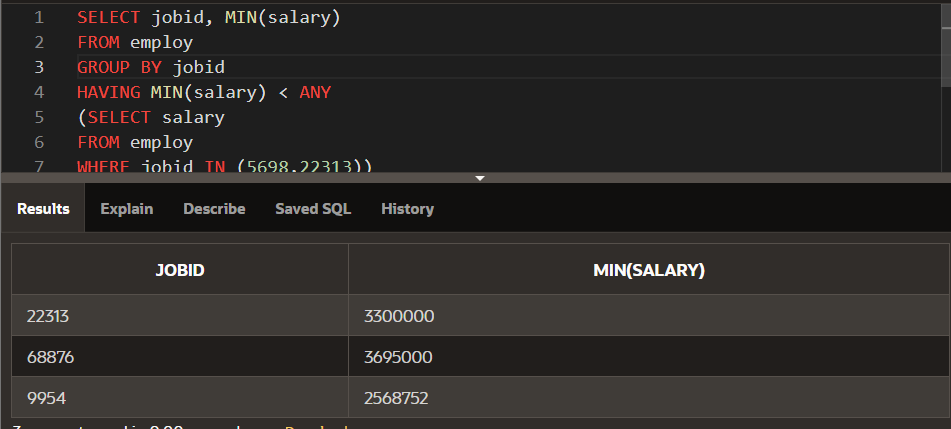 1 SELECT jobid, MIN(salary)
2 FROM employ
3 GROUP BY jobid
4 HAVING MIN(salary) < ANY
5 (SELECT salary
6 FROM employ
7 WHERE jobid IN (5698,22313))
Results Explain Describe Saved SQL History
JOBID MIN(SALARY)
22313 3300000
68876 3695000
9954 2568752